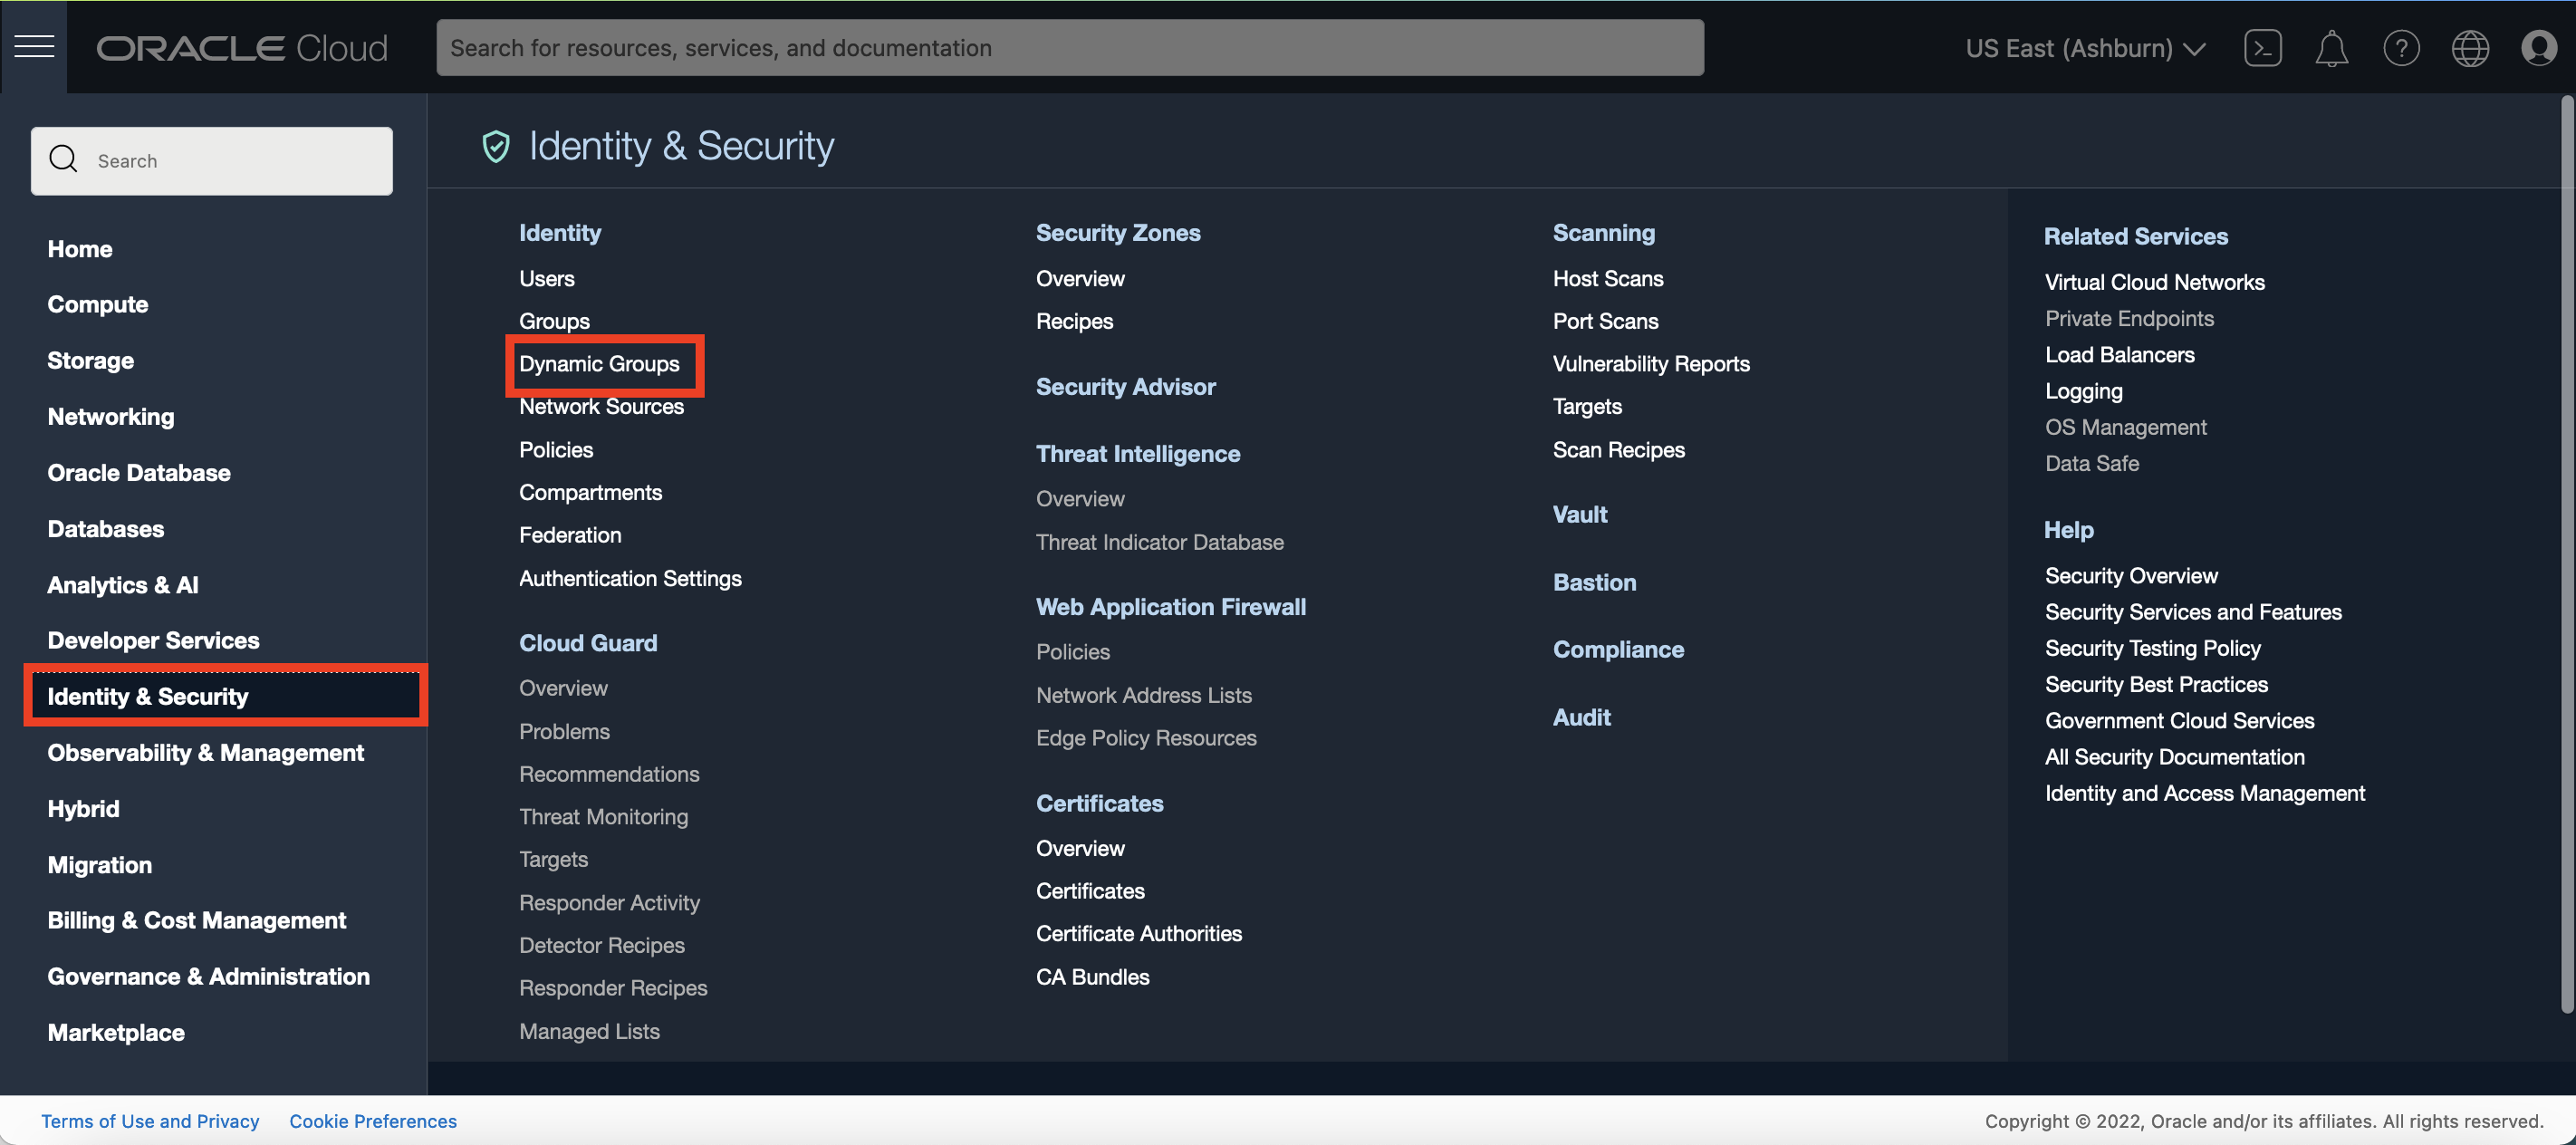 ORACLE Cloud
Search for resources, services, and documentation
US East (Ashburn)
Search
Home
Compute
Storage
Networking
Oracle Database
Databases
Analytics & AI
Developer Services
Identity & Security
Observability & Management
Hybrid
Migration
Billing & Cost Management
Governance & Administration
Marketplace
Identity & Security
Identity
Users
Groups
Dynamic Groups
Network Sources
Policies
Compartments
Federation
Authentication Settings
Cloud Guard
Overview
Problems
Recommendations
Threat Monitoring
Targets
Responder Activity
Detector Recipes
Responder Recipes
Managed Lists
Security Zones
Overview
Recipes
Security Advisor
Threat Intelligence
Overview
Threat Indicator Database
Web Application Firewall
Policies
Network Address Lists
Edge Policy Resources
Certificates
Overview
Certificates
Certificate Authorities
CA Bundles
Scanning
Host Scans
Port Scans
Vulnerability Reports
Targets
Scan Recipes
Vault
Bastion
Compliance
Audit
Related Services
Virtual Cloud Networks
Private Endpoints
Load Balancers
Logging
OS Management
Data Safe
Help
Security Overview
Security Services and Features
Security Testing Policy
Security Best Practices
Government Cloud Services
All Security Documentation
Identity and Access Management
Terms of Use and Privacy
Cookie Preferences
Copyright © 2022, Oracle and/or its affiliates. All rights reserved.